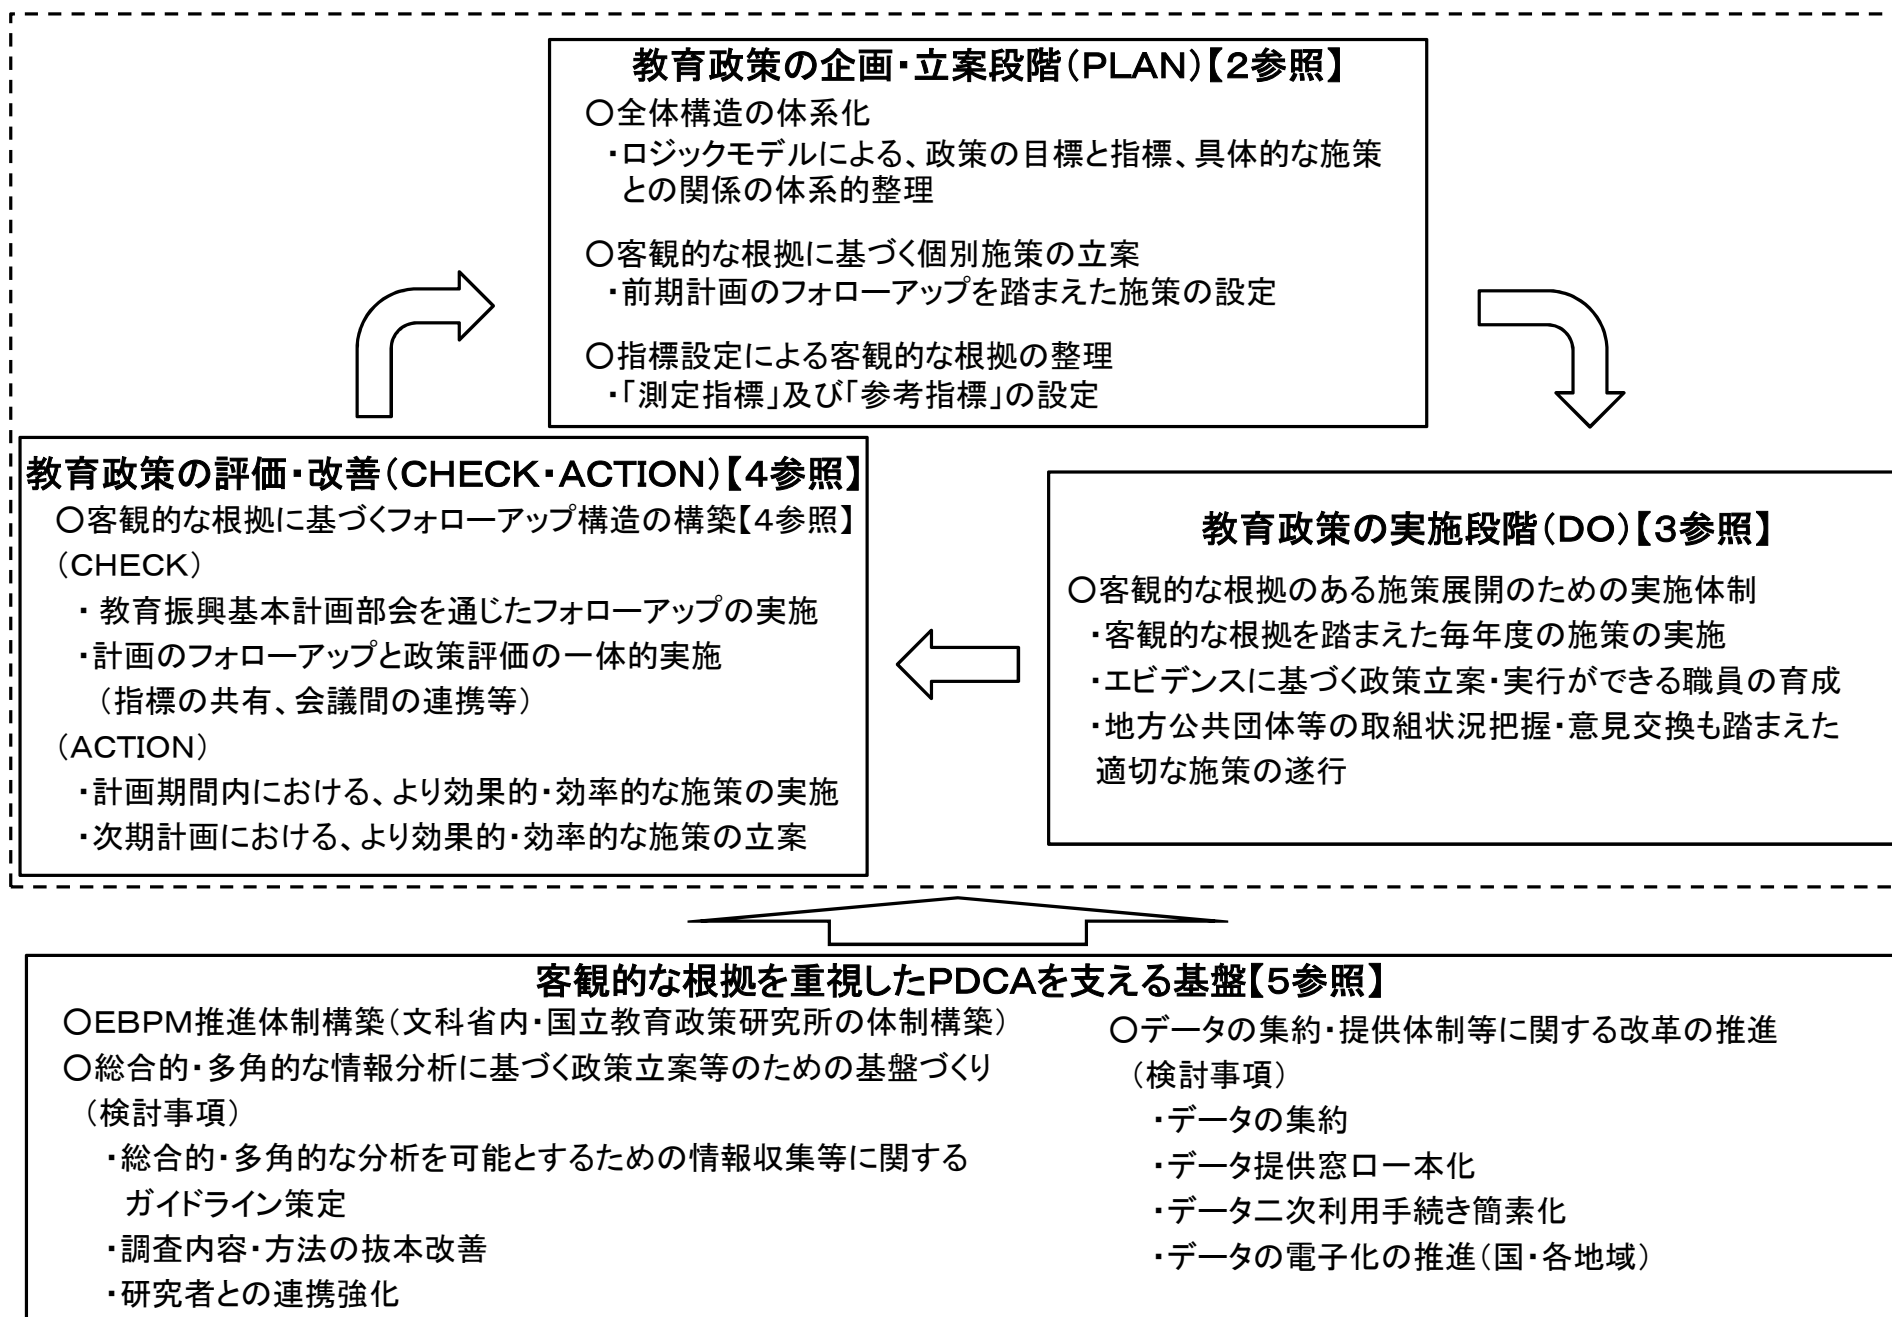 教育政策の企画・立案段階（PLAN）【2参照】
○全体構造の体系化
・ロジックモデルによる、政策の目標と指標、具体的な施策
との関係の体系的整理
○客観的な根拠に基づく個別施策の立案
・前期計画のフォローアップを踏まえた施策の設定
○指標設定による客観的な根拠の整理
・「測定指標」及び「参考指標」の設定
教育政策の評価・改善（CHECK・ACTION）【4参照】
○客観的な根拠に基づくフォローアップ構造の構築【4参照】
（CHECK）
・ 教育振興基本計画部会を通じたフォローアップの実施
・計画のフォローアップと政策評価の一体的実施
（指標の共有、会議間の連携等）
（ACTION）
・計画期間内における、より効果的・効率的な施策の実施
・次期計画における、より効果的・効率的な施策の立案
教育政策の実施段階（DO）【3参照】
○客観的な根拠のある施策展開のための実施体制
・客観的な根拠を踏まえた毎年度の施策の実施
・エビデンスに基づく政策立案・実行ができる職員の育成
・地方公共団体等の取組状況把握・意見交換も踏まえた
適切な施策の遂行
客観的な根拠を重視したPDCAを支える基盤【5参照】
○EBPM推進体制構築（文科省内・国立教育政策研究所の体制構築）
○総合的・多角的な情報分析に基づく政策立案等のための基盤づくり
（検討事項）
・総合的・多角的な分析を可能とするための情報収集等に関する
ガイドライン策定
・調査内容・方法の抜本改善
・研究者との連携強化
○データの集約・提供体制等に関する改革の推進
（検討事項）
・データの集約
・データ提供窓口一本化
・データ二次利用手続き簡素化
・データの電子化の推進（国・各地域）